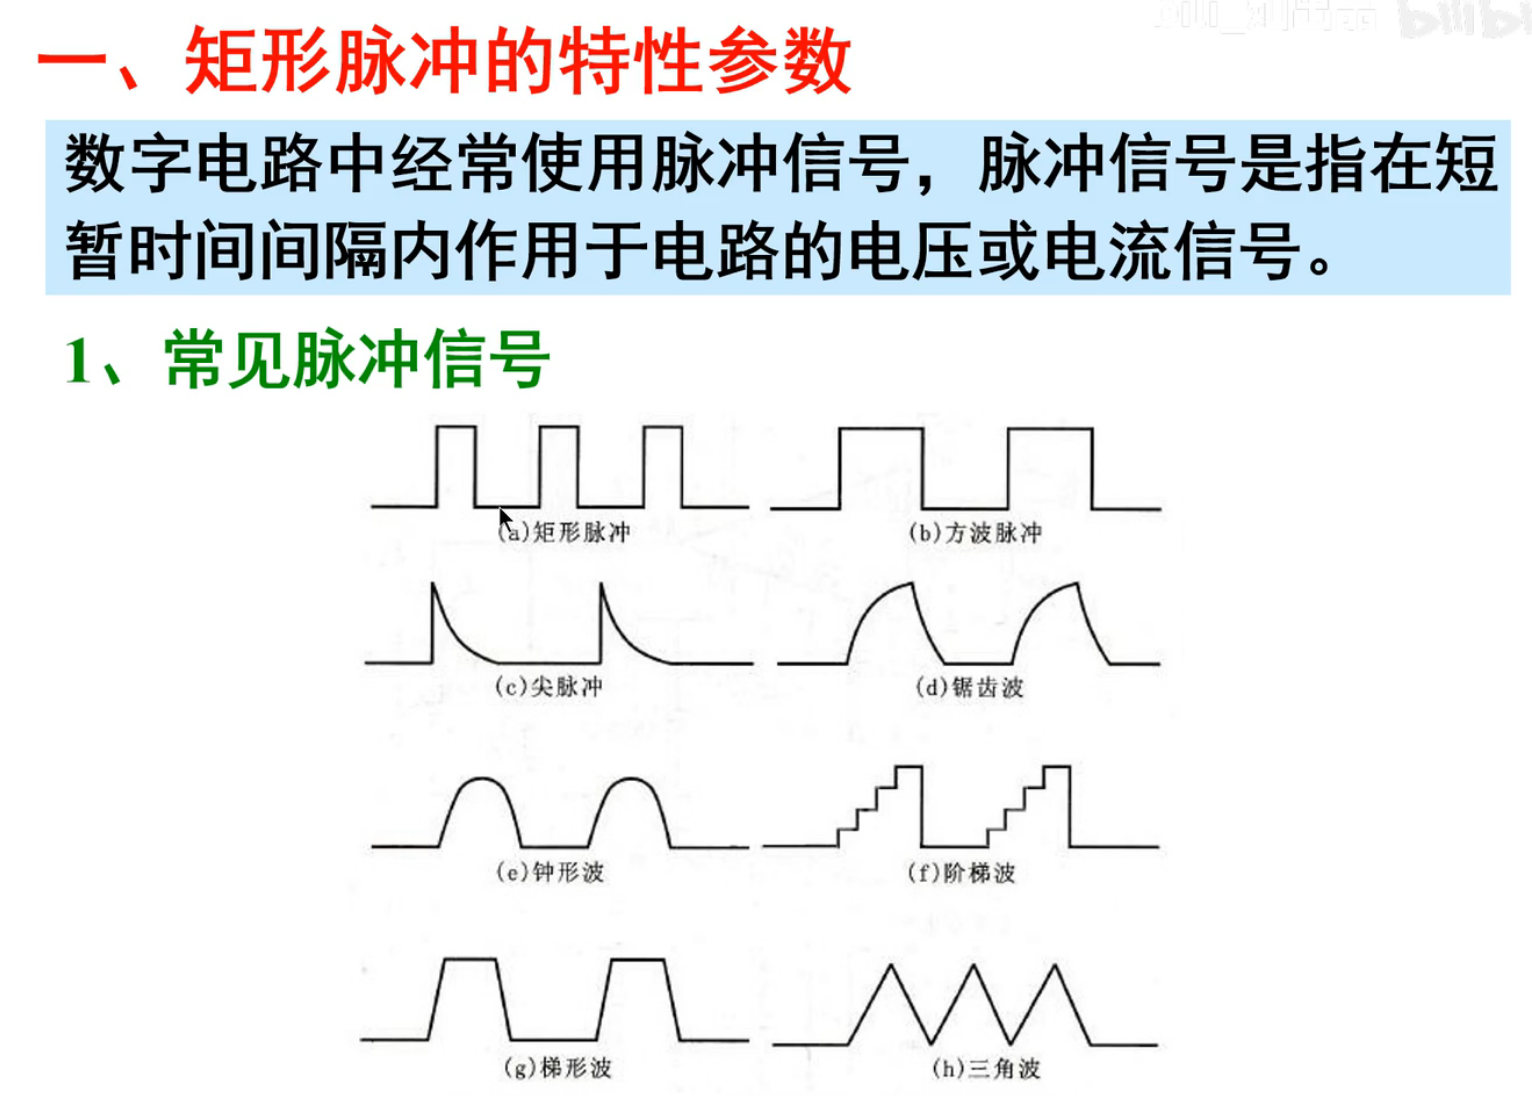 一、矩形脉冲的特性参数
数字电路中经常使用脉冲信号，脉冲信号是指在短
暂时间间隔内作用于电路的电压或电流信号。
1、常见脉冲信号
(a)矩形脉冲
(b)方波脉冲
(c)尖脉冲
(d)锯齿波
(e)钟形波
(f)阶梯波
(g)梯形波
(h)三角波